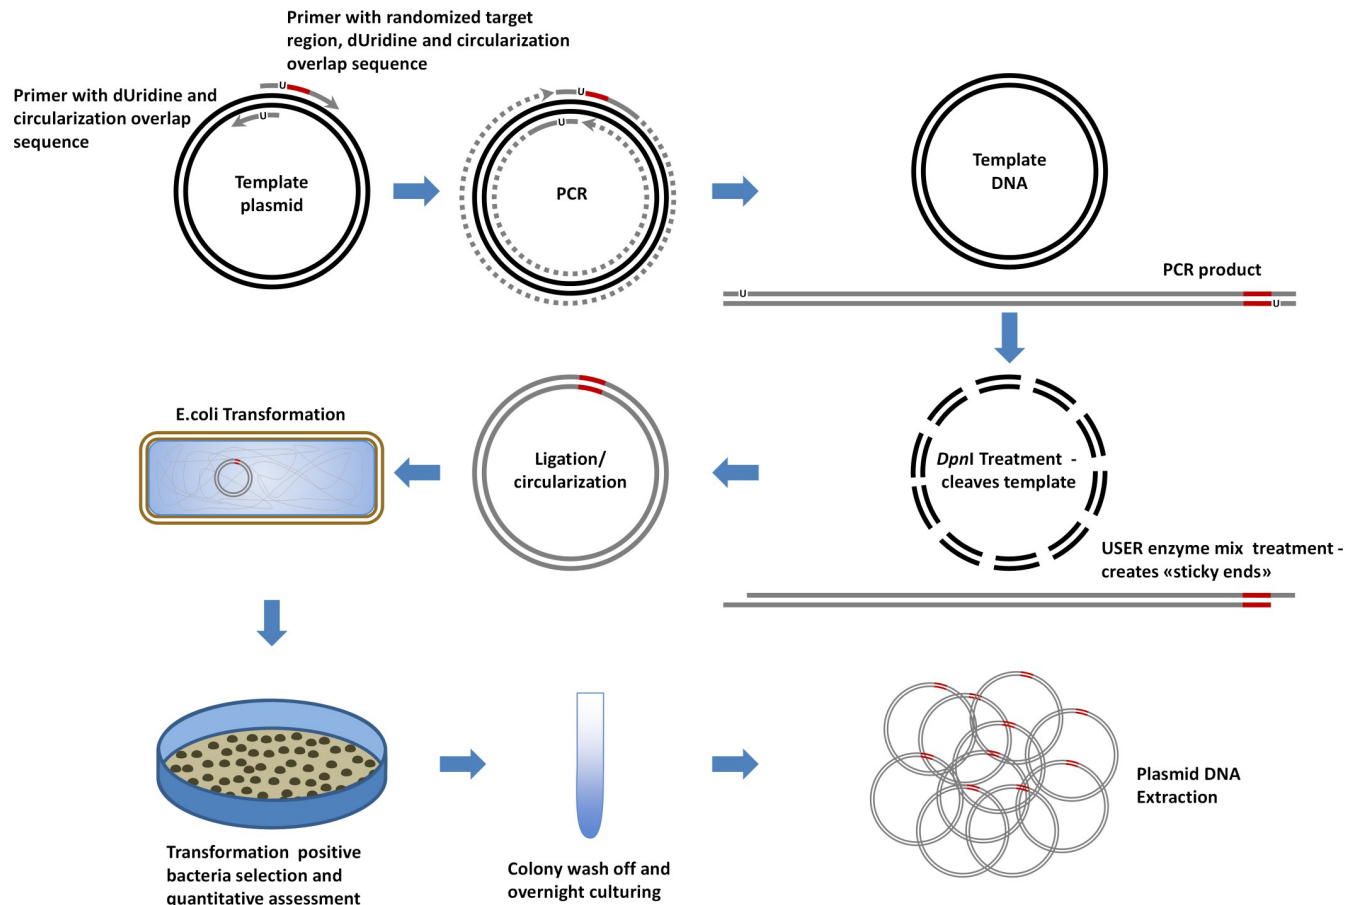 Primer with randomized target
region, dUridine and circularization
overlap sequence
Primer with dUridine and
circularization overlap
sequence
U
U
Template
plasmid
U
U
PCR
Template
DNA
PCR product
U
U
E.coli Transformation
Ligation/
circularization
DpnI Treatment -
cleaves template
USER enzyme mix treatment -
creates «sticky ends»
Transformation positive
bacteria selection and
quantitative assessment
Colony wash off and
overnight culturing
Plasmid DNA
Extraction